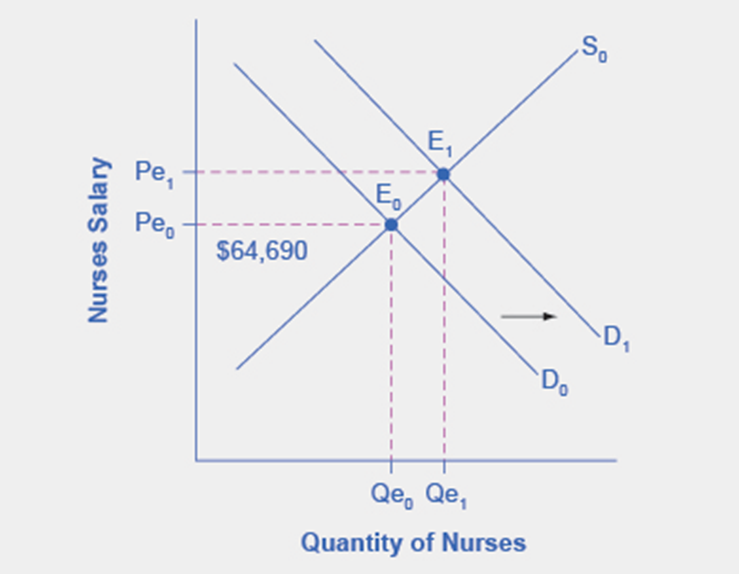 S₀
E₁
Pe₁
E₀
Pe₀
$64,690
Nurses Salary
D₁
D₀
Qe₀ Qe₁
Quantity of Nurses